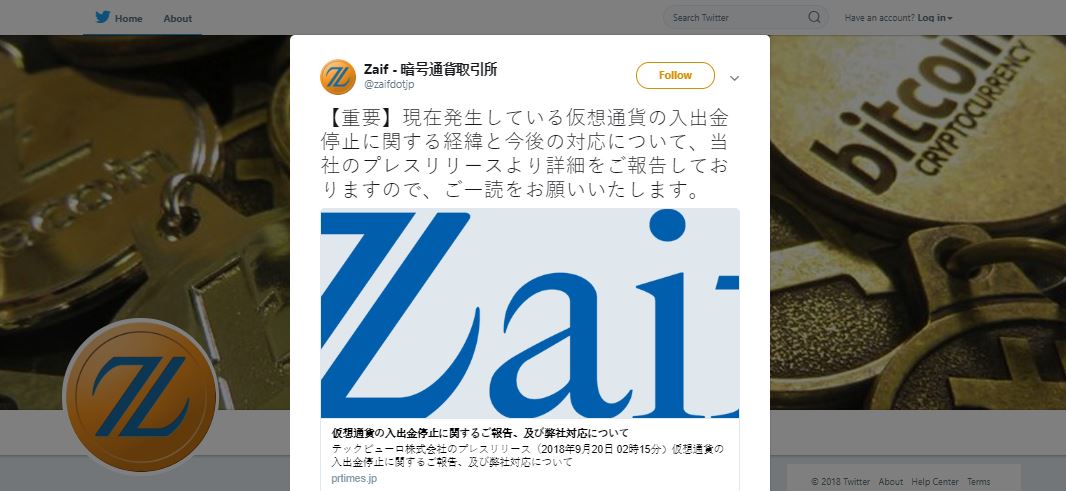 Home
About
Search Twitter
Have an account? Log in
Zaif - 暗号通貨取引所
@zaifdotjp
Follow
【重要】現在発生している仮想通貨の入出金
停止に関する経緯と今後の対応について、当
社のプレスリリースより詳細をご報告してお
りますので、ご一読をお願いいたします。
Zaif
仮想通貨の入出金停止に関するご報告、及び弊社対応について
テックビューロ株式会社のプレスリリース（2018年9月20日 02時15分）仮想通貨の
入出金停止に関するご報告、及び弊社対応について
prtimes.jp
bitcoin
CRYPTOCURRENCY
© 2018 Twitter About Help Center Terms